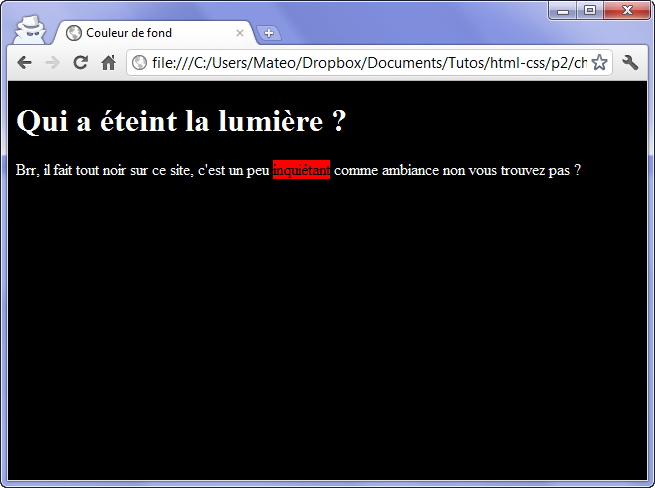 Couleur de fond
file:///C:/Users/Mateo/Dropbox/Documents/Tutos/html-css/p2/ch
Qui a éteint la lumière ?
Brr, il fait tout noir sur ce site, c'est un peu inquiétant comme ambiance non vous trouvez pas ?